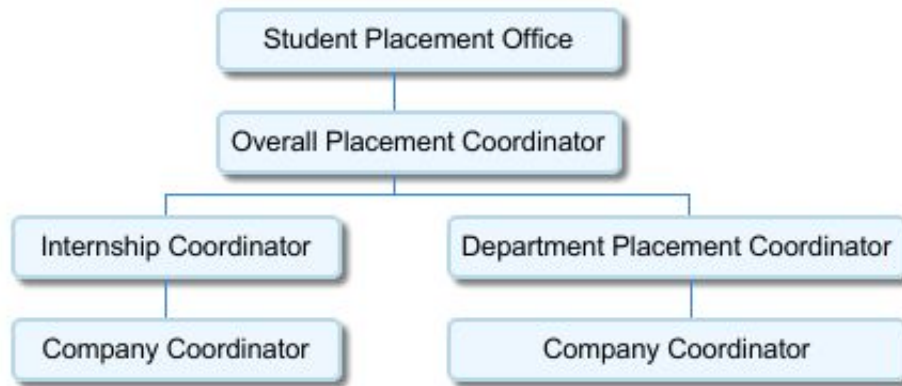 Student Placement Office
Overall Placement Coordinator
Internship Coordinator
Department Placement Coordinator
Company Coordinator
Company Coordinator